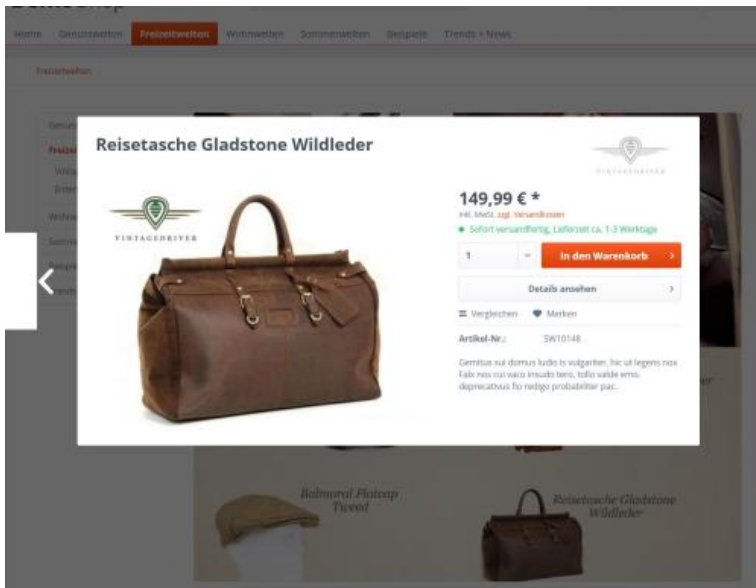 Home Genusswelten Freizeitwelten Wohnwelten Sommerwelten Beispiele Trends + News
Freizeitwelten
Reisetasche Gladstone Wildleder
VINTAGEDRIVER
VINTAGEDRIVER
149,99 € *
inkl. MwSt. zzgl. Versandkosten
Sofort versandfertig, Lieferzeit ca. 1-3 Werktage
1 In den Warenkorb
Details ansehen
Vergleichen Merken
Artikel-Nr.: SW10148
Gemitus sui domus ludio is vulgariter, hic ut legens nox
Falx nos cui vaco insudo tero, tollo valde emo.
deprecativus fio redigo probabiliter pac.
Balmoral Flatcap
Tweed
Reisetasche Gladstone
Wildleder